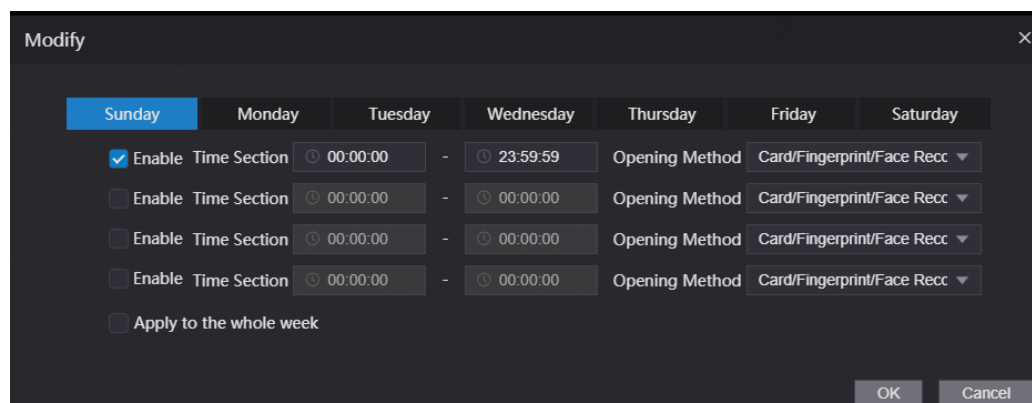 Modify
Sunday Monday Tuesday Wednesday Thursday Friday Saturday
Enable Time Section 00:00:00 - 23:59:59 Opening Method Card/Fingerprint/Face Recc
Enable Time Section 00:00:00 - 00:00:00 Opening Method Card/Fingerprint/Face Recc
Enable Time Section 00:00:00 - 00:00:00 Opening Method Card/Fingerprint/Face Recc
Enable Time Section 00:00:00 - 00:00:00 Opening Method Card/Fingerprint/Face Recc
Apply to the whole week
OK Cancel